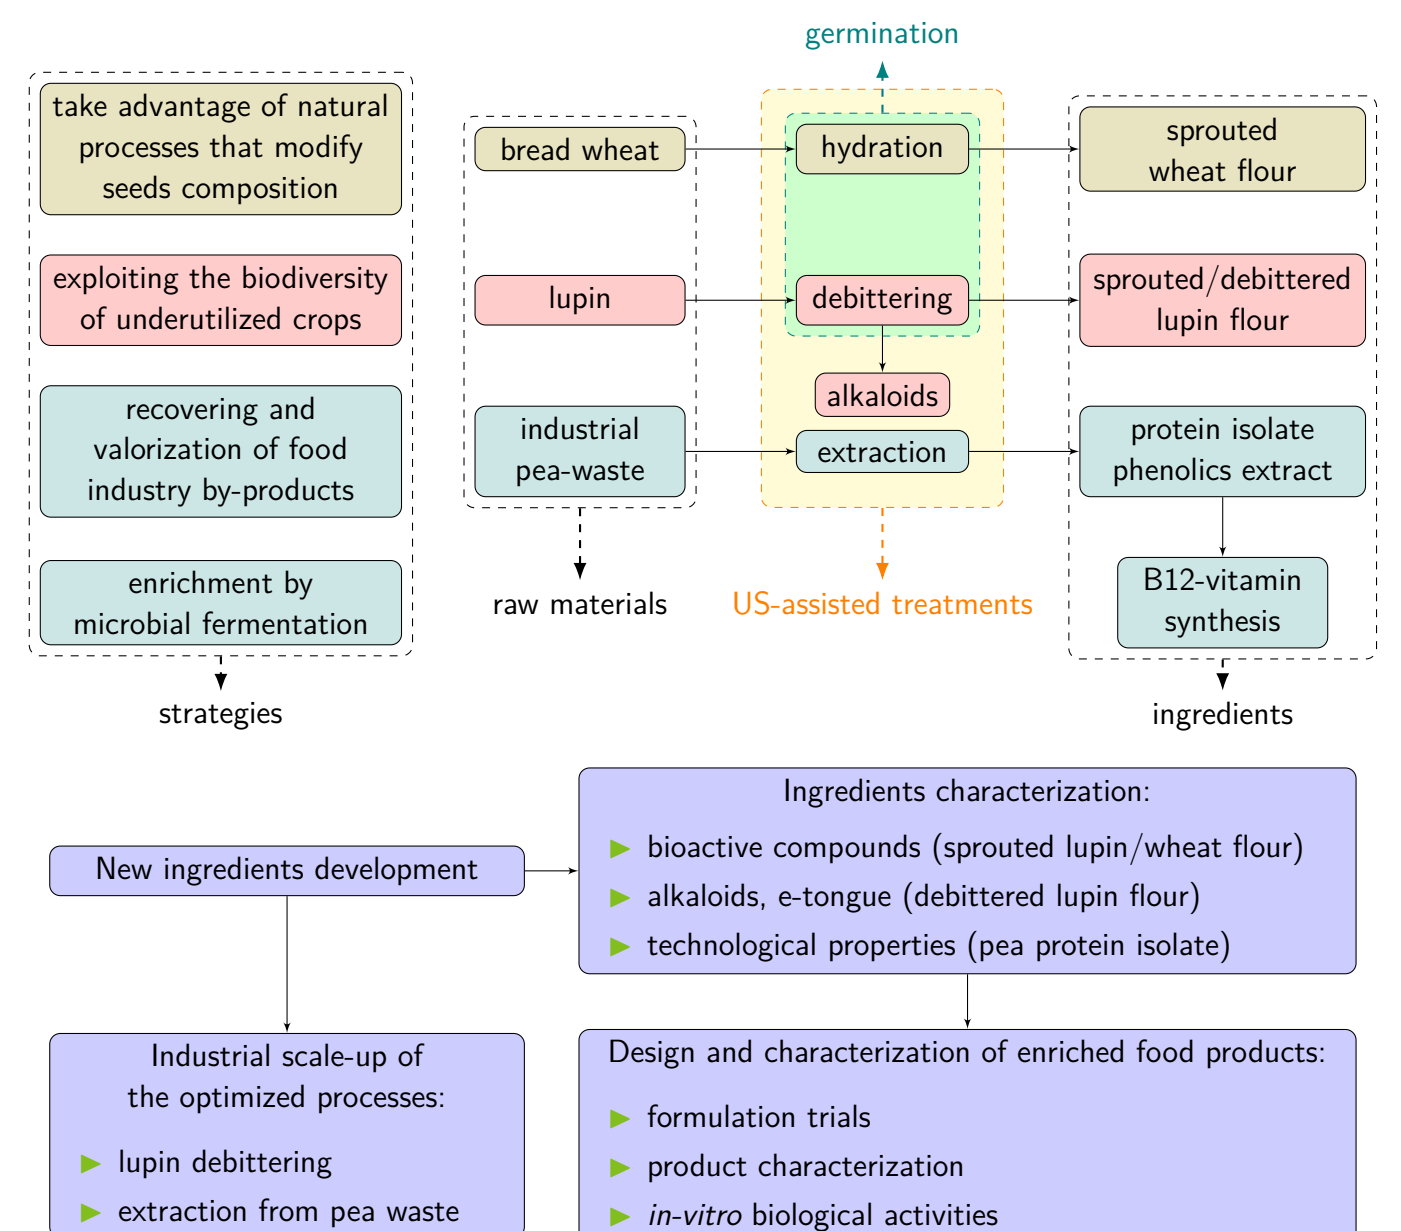 germination
take advantage of natural
processes that modify
seeds composition
exploiting the biodiversity
of underutilized crops
recovering and
valorization of food
industry by-products
enrichment by
microbial fermentation
strategies
bread wheat
lupin
industrial
pea-waste
raw materials
hydration
debittering
alkaloids
extraction
US-assisted treatments
sprouted
wheat flour
sprouted/debittered
lupin flour
protein isolate
phenolics extract
B12-vitamin
synthesis
ingredients
New ingredients development
Ingredients characterization:
bioactive compounds (sprouted lupin/wheat flour)
alkaloids, e-tongue (debittered lupin flour)
technological properties (pea protein isolate)
Industrial scale-up of
the optimized processes:
lupin debittering
extraction from pea waste
Design and characterization of enriched food products:
formulation trials
product characterization
in-vitro biological activities